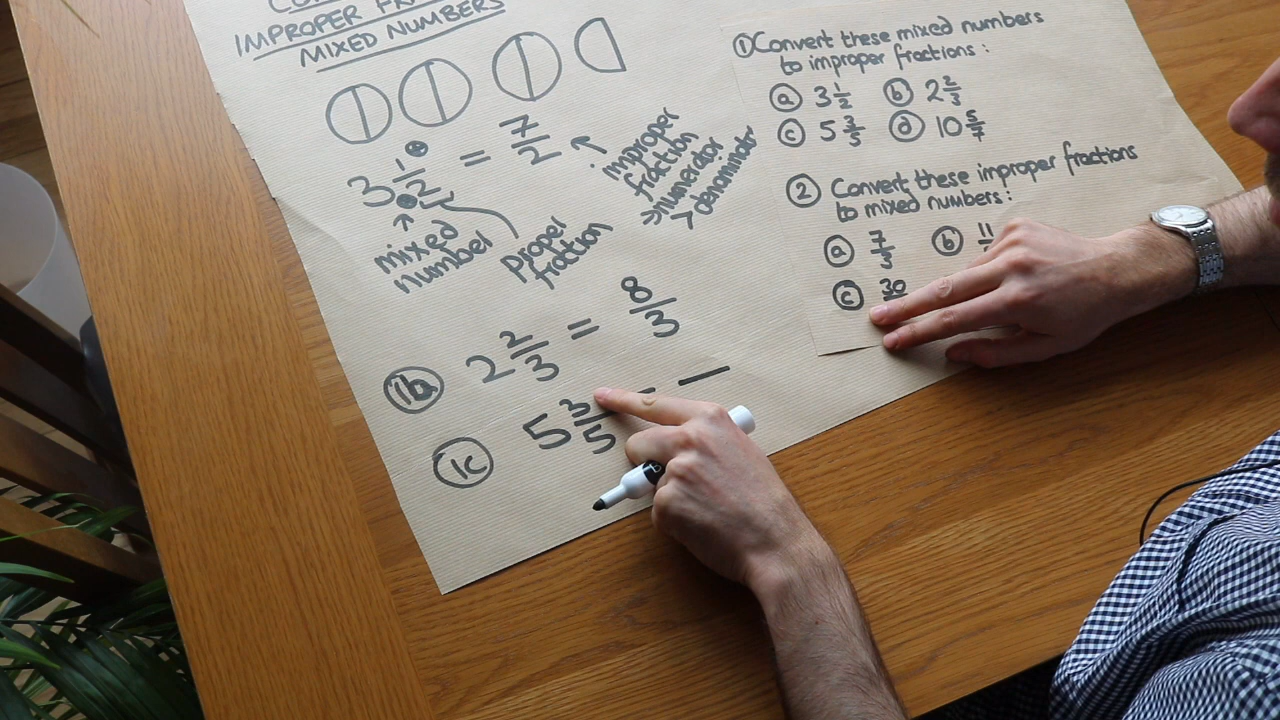 IMPROPER
MIXED NUMBERS
3 1/2 = 7/2
improper
fraction
→numerator
>denominator
mixed
number
proper
fraction
1b 2 2/3 = 8/3
1c 5 3/5 =
① Convert these mixed numbers
to improper fractions:
ⓐ 3 1/2 ⓑ 2 2/3
ⓒ 5 3/5 ⓓ 10 5/7
② Convert these improper fractions
to mixed numbers:
ⓐ 7/3 ⓑ 11
ⓒ 30